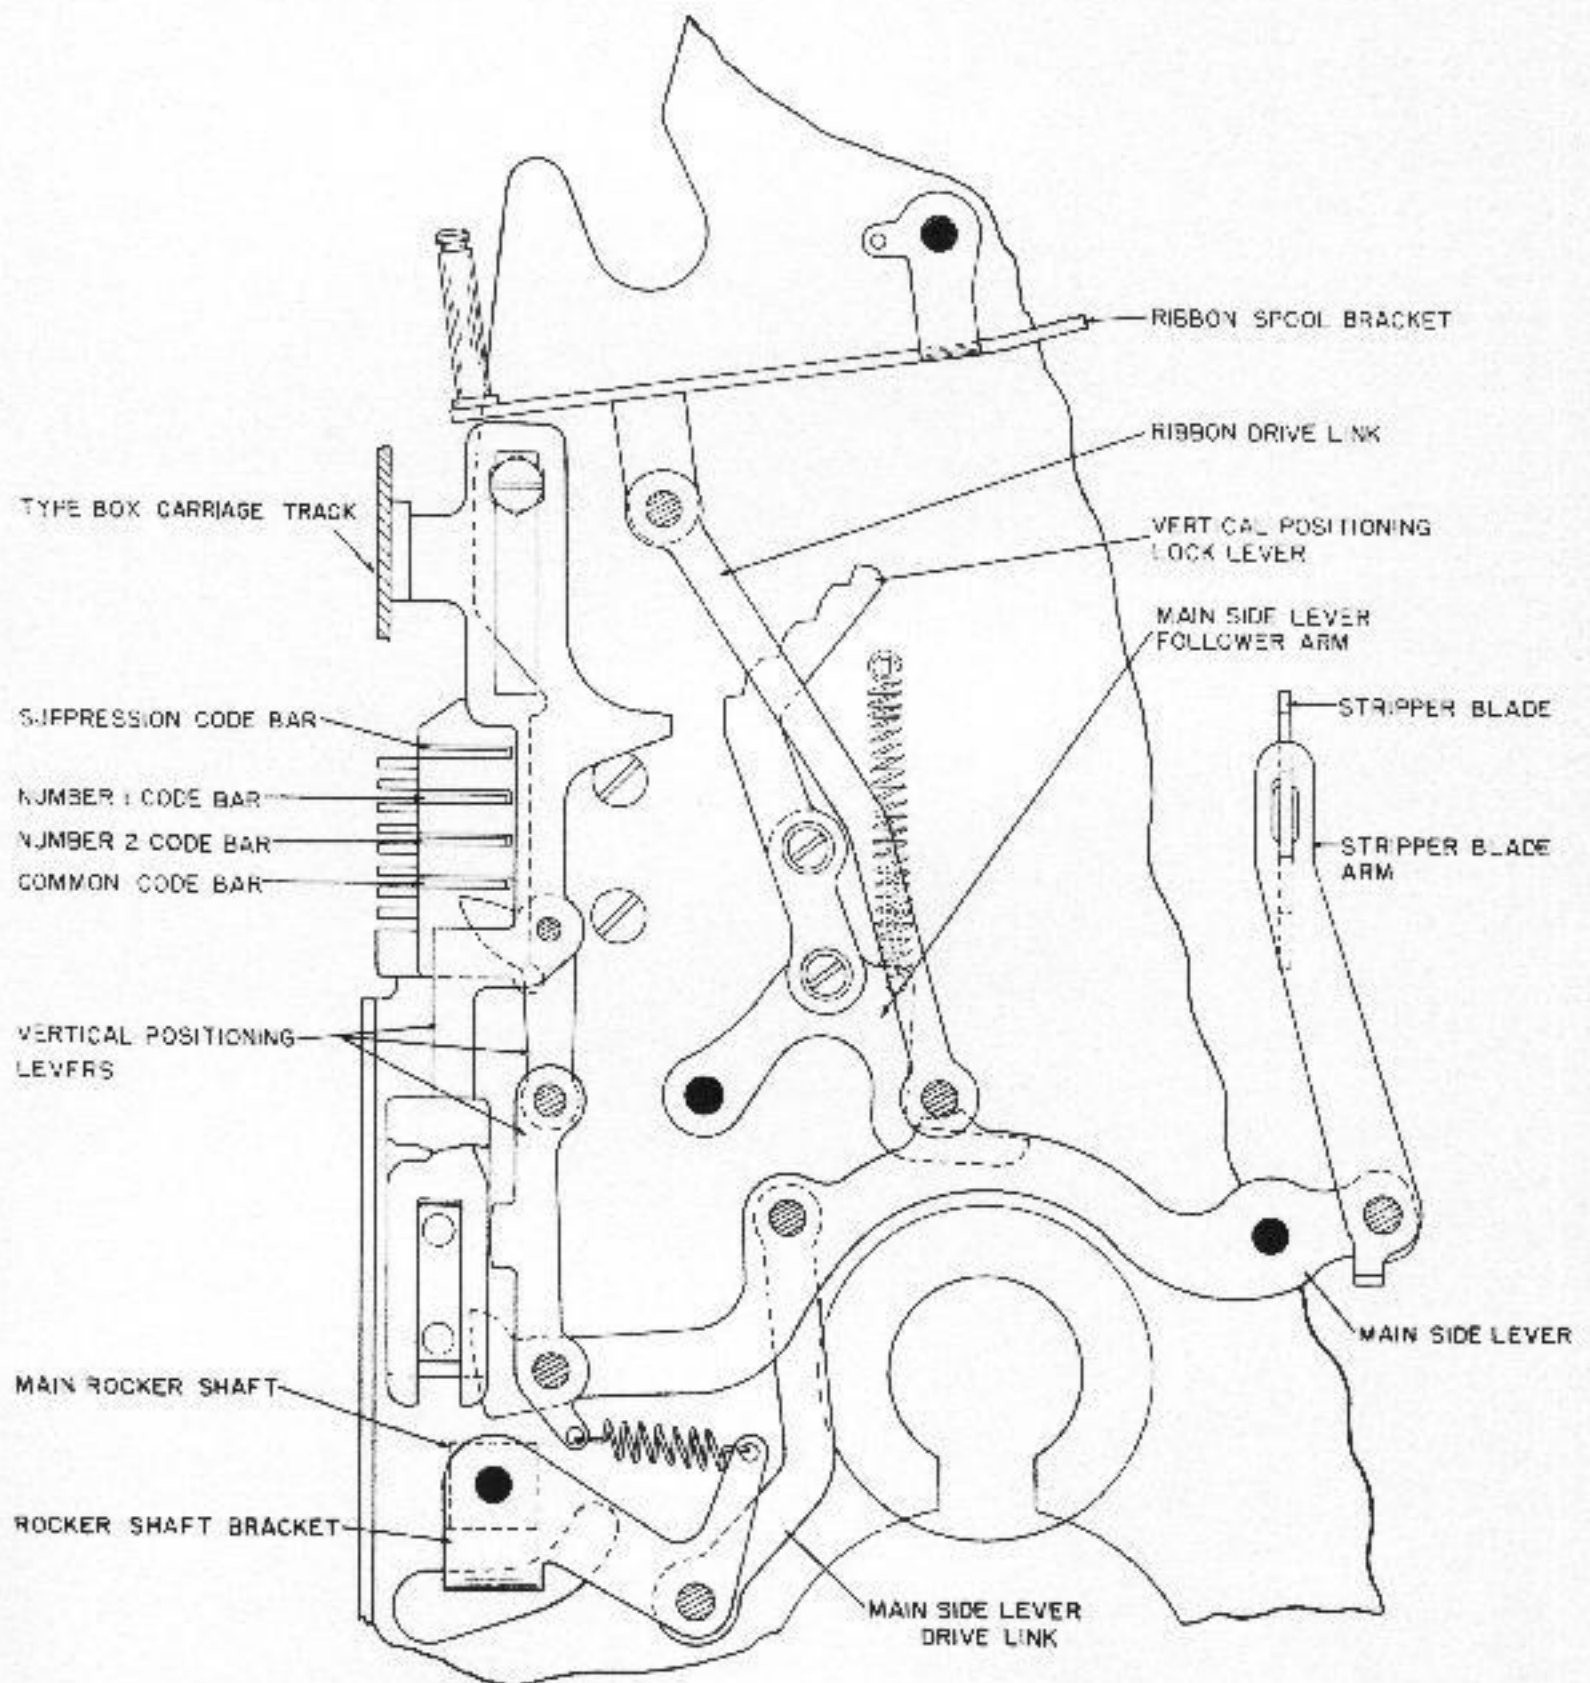 RIBBON SPOOL BRACKET
RIBBON DRIVE LINK
TYPE BOX CARRIAGE TRACK
VERTICAL POSITIONING
LOCK LEVER
MAIN SIDE LEVER
FOLLOWER ARM
SUPPRESSION CODE BAR
STRIPPER BLADE
NUMBER 1 CODE BAR
NUMBER 2 CODE BAR
STRIPPER BLADE
ARM
COMMON CODE BAR
VERTICAL POSITIONING
LEVERS
MAIN SIDE LEVER
MAIN ROCKER SHAFT
ROCKER SHAFT BRACKET
MAIN SIDE LEVER
DRIVE LINK